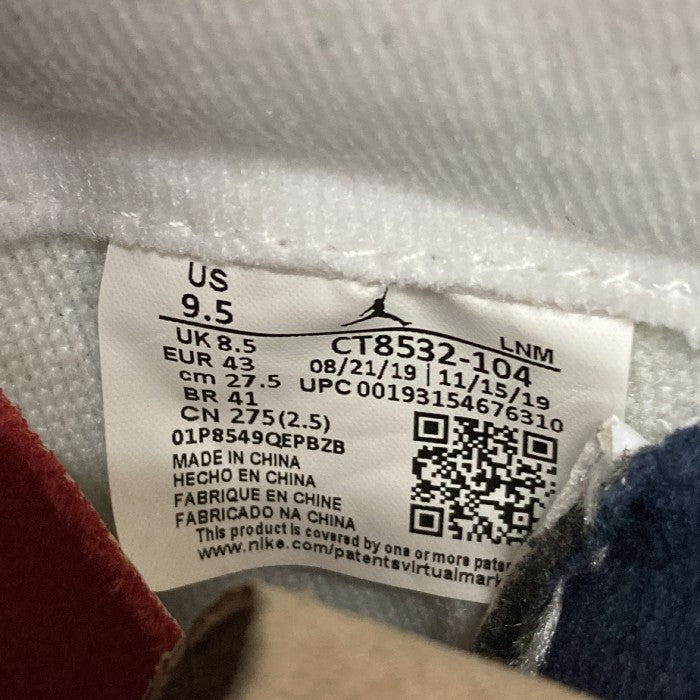 US
9.5
UK 8.5
EUR 43
cm 27.5
BR 41
CN 275(2.5)
LNM
CT8532-104
08/21/19 | 11/15/19
UPC 00193154676310
01P8549QEPBZB
MADE IN CHINA
HECHO EN CHINA
FABRIQUE EN CHINE
FABRICADO NA CHINA
This product is covered by one or more
www.nike.com/patentsvirtualmark